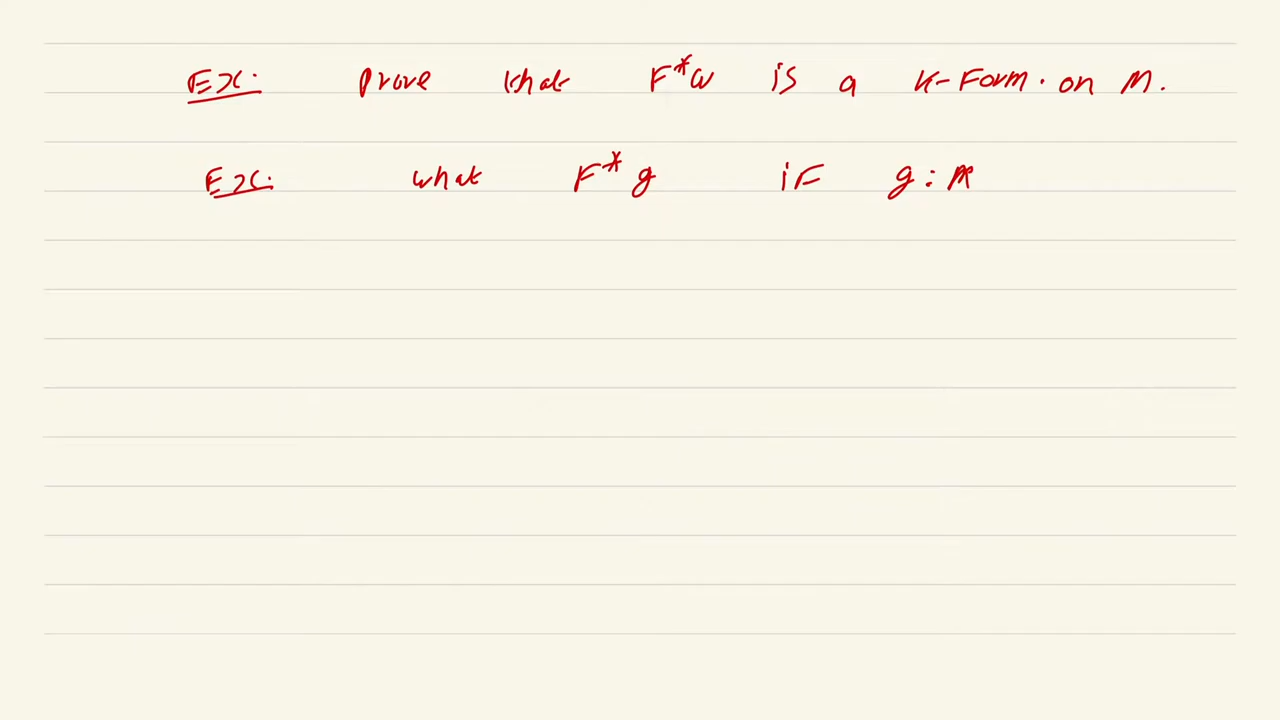 Ex. Prove that F*ω is a k-Form. on M.
Ex. what F*g iF g :